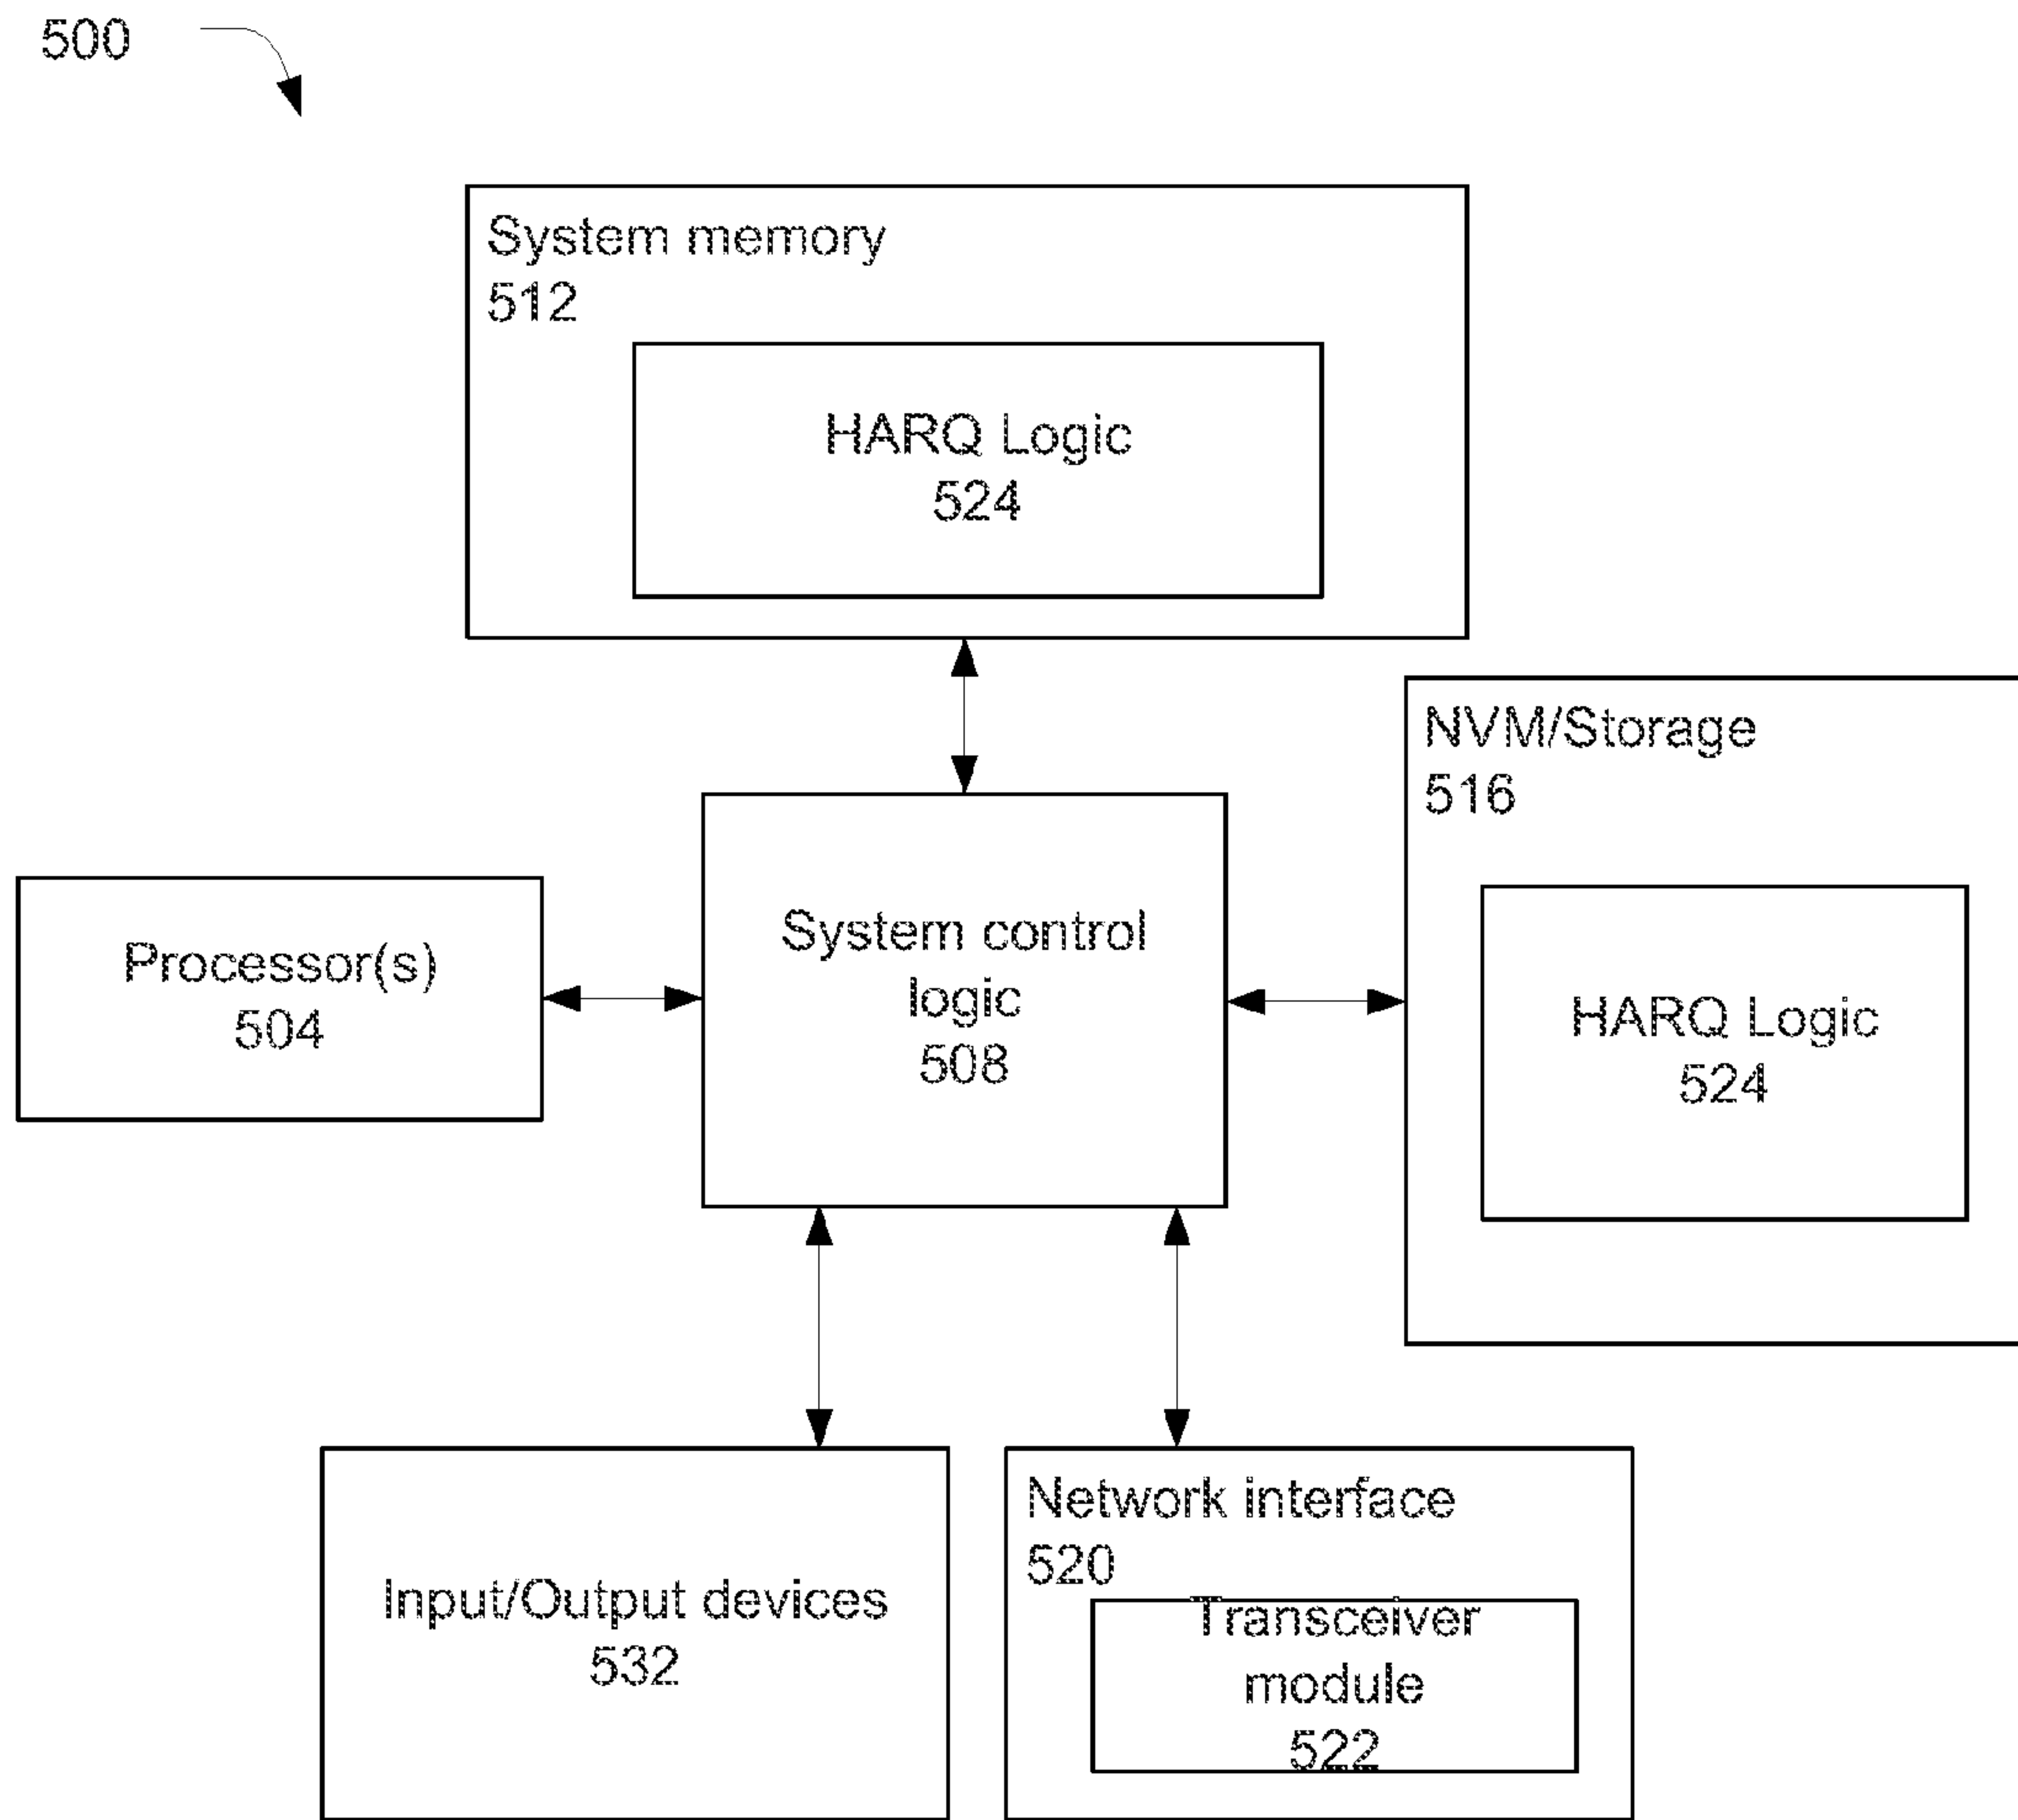 500
System memory
512
HARQ Logic
524
NVM/Storage
516
HARQ Logic
524
Processor(s)
504
System control
logic
508
Input/Output devices
532
Network interface
520
Transceiver
module
522